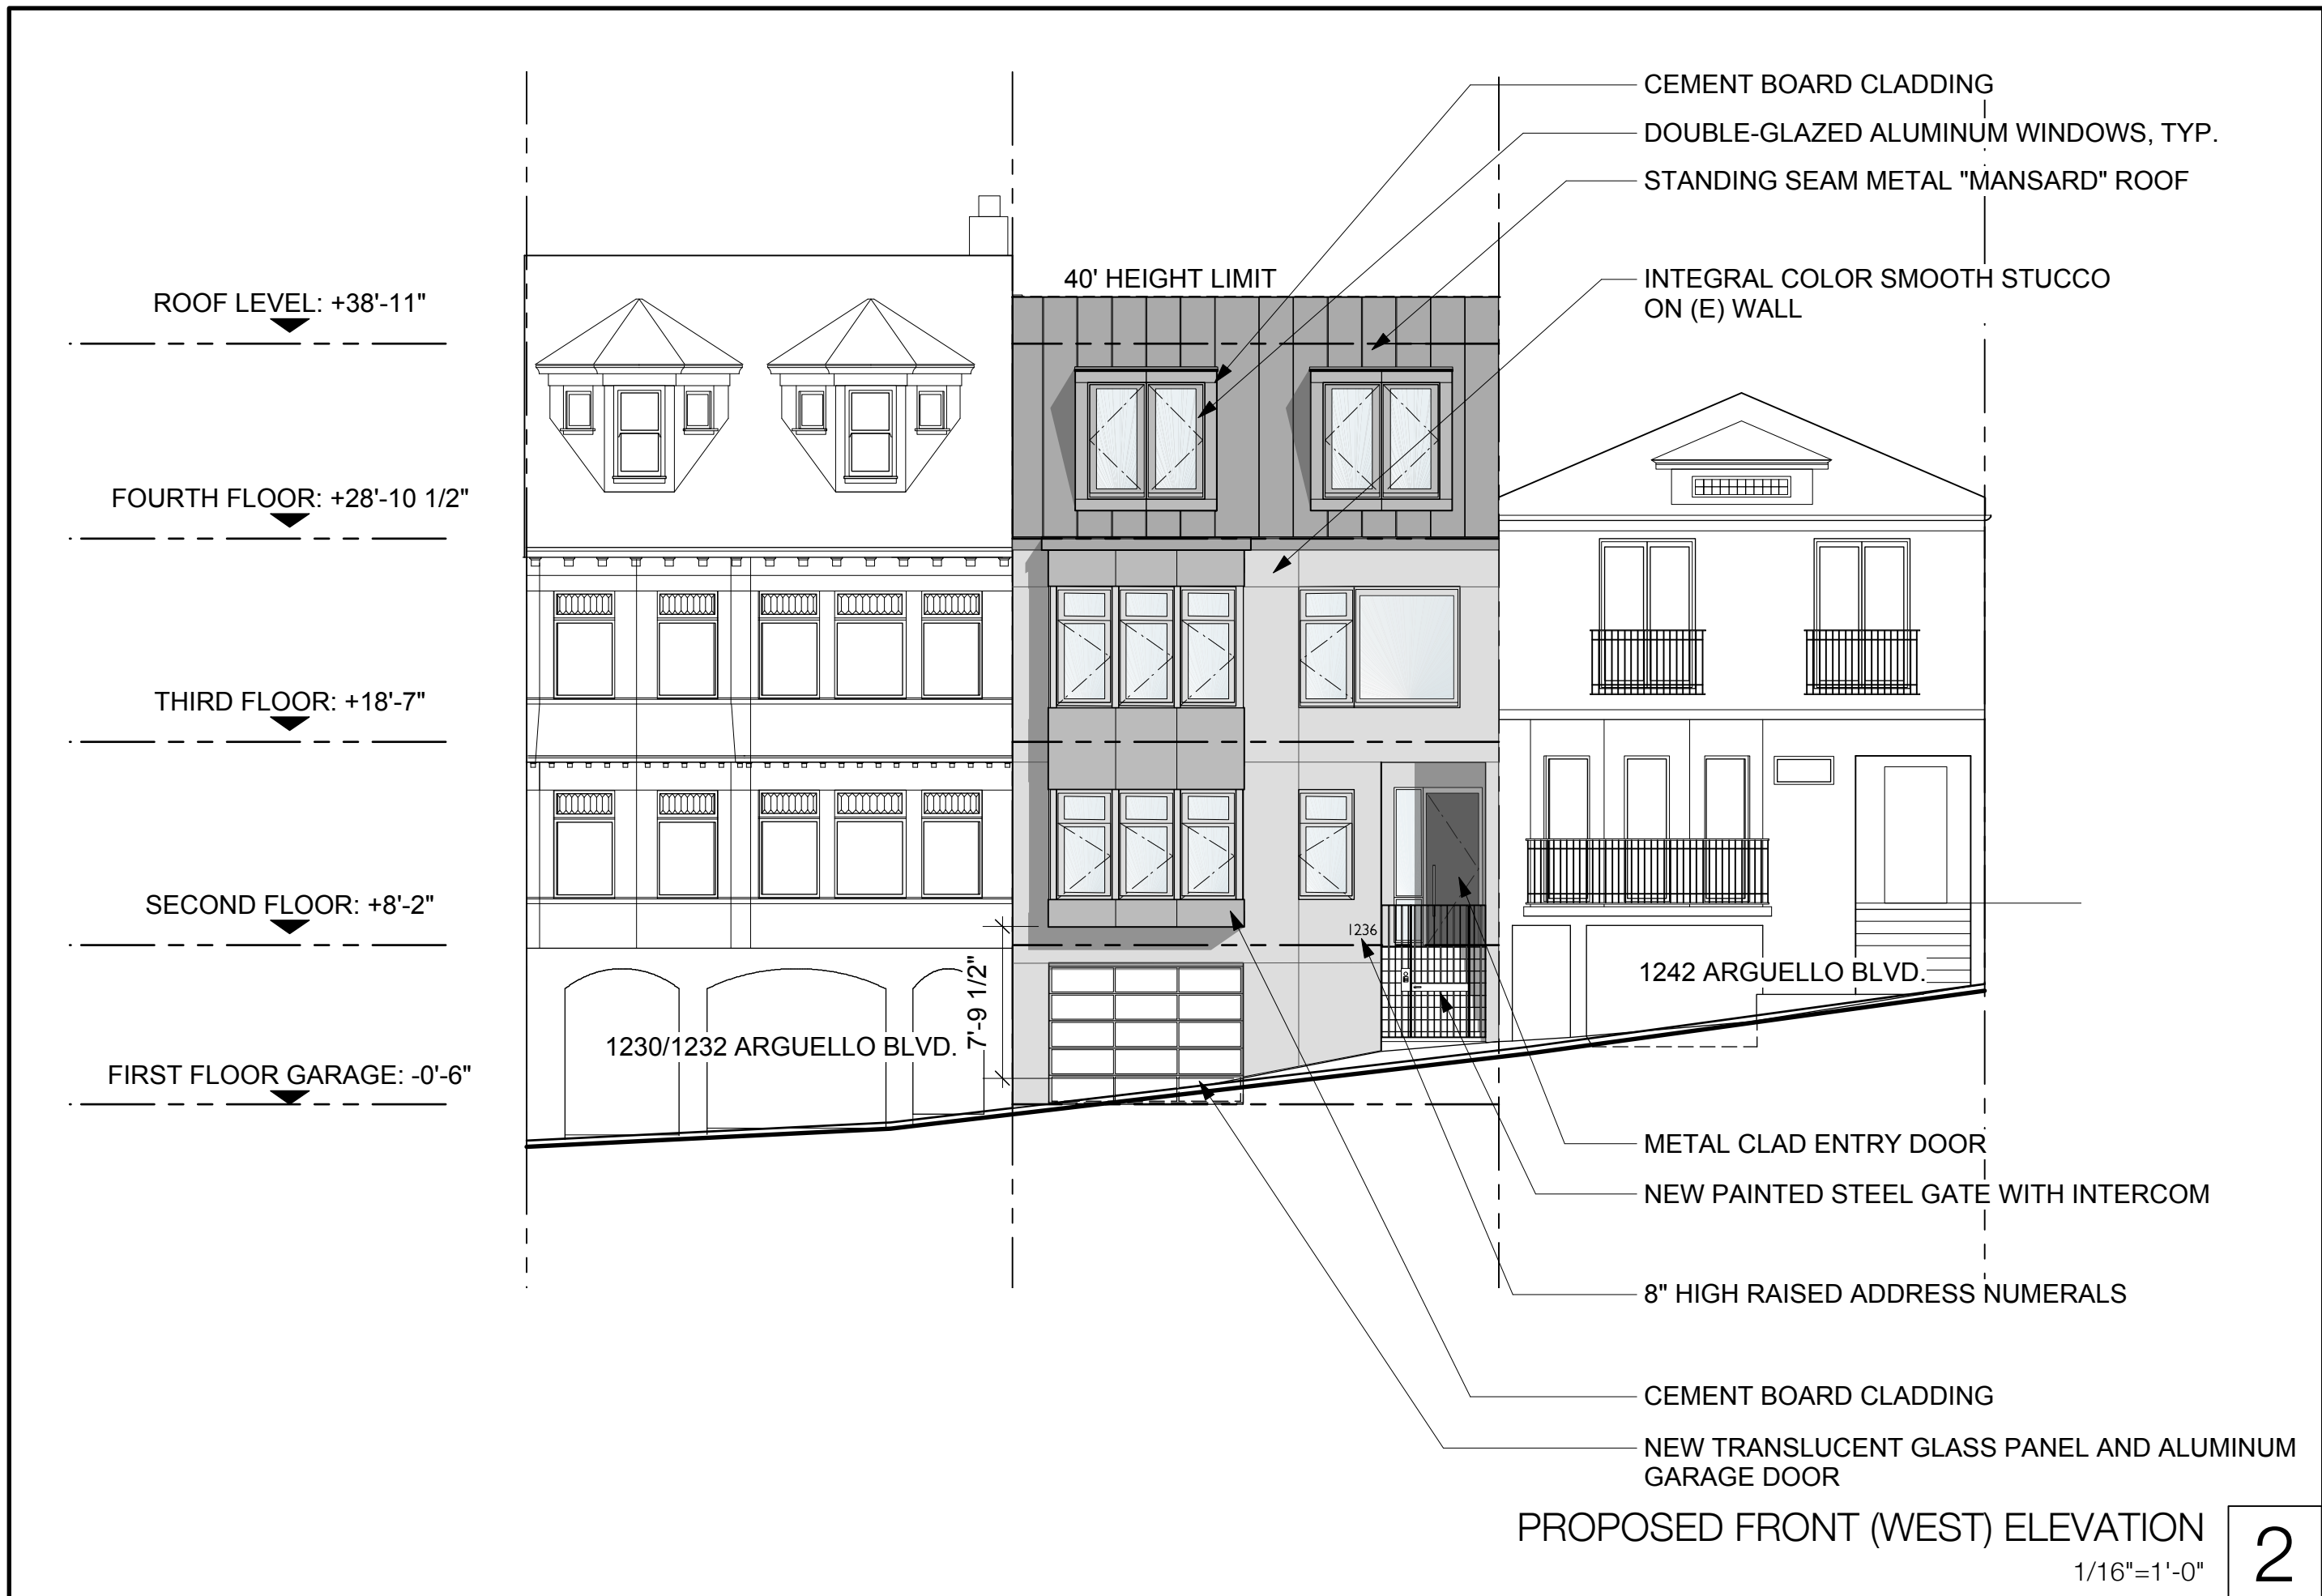 CEMENT BOARD CLADDING
DOUBLE-GLAZED ALUMINUM WINDOWS, TYP.
STANDING SEAM METAL "MANSARD" ROOF
40' HEIGHT LIMIT
INTEGRAL COLOR SMOOTH STUCCO
ON (E) WALL
ROOF LEVEL: +38'-11"
FOURTH FLOOR: +28'-10 1/2"
THIRD FLOOR: +18'-7"
SECOND FLOOR: +8'-2"
1236
7'-9 1/2"
1242 ARGUELLO BLVD.
1230/1232 ARGUELLO BLVD.
FIRST FLOOR GARAGE: -0'-6"
METAL CLAD ENTRY DOOR
NEW PAINTED STEEL GATE WITH INTERCOM
8" HIGH RAISED ADDRESS NUMERALS
CEMENT BOARD CLADDING
NEW TRANSLUCENT GLASS PANEL AND ALUMINUM
GARAGE DOOR
PROPOSED FRONT (WEST) ELEVATION
1/16"=1'-0"
2